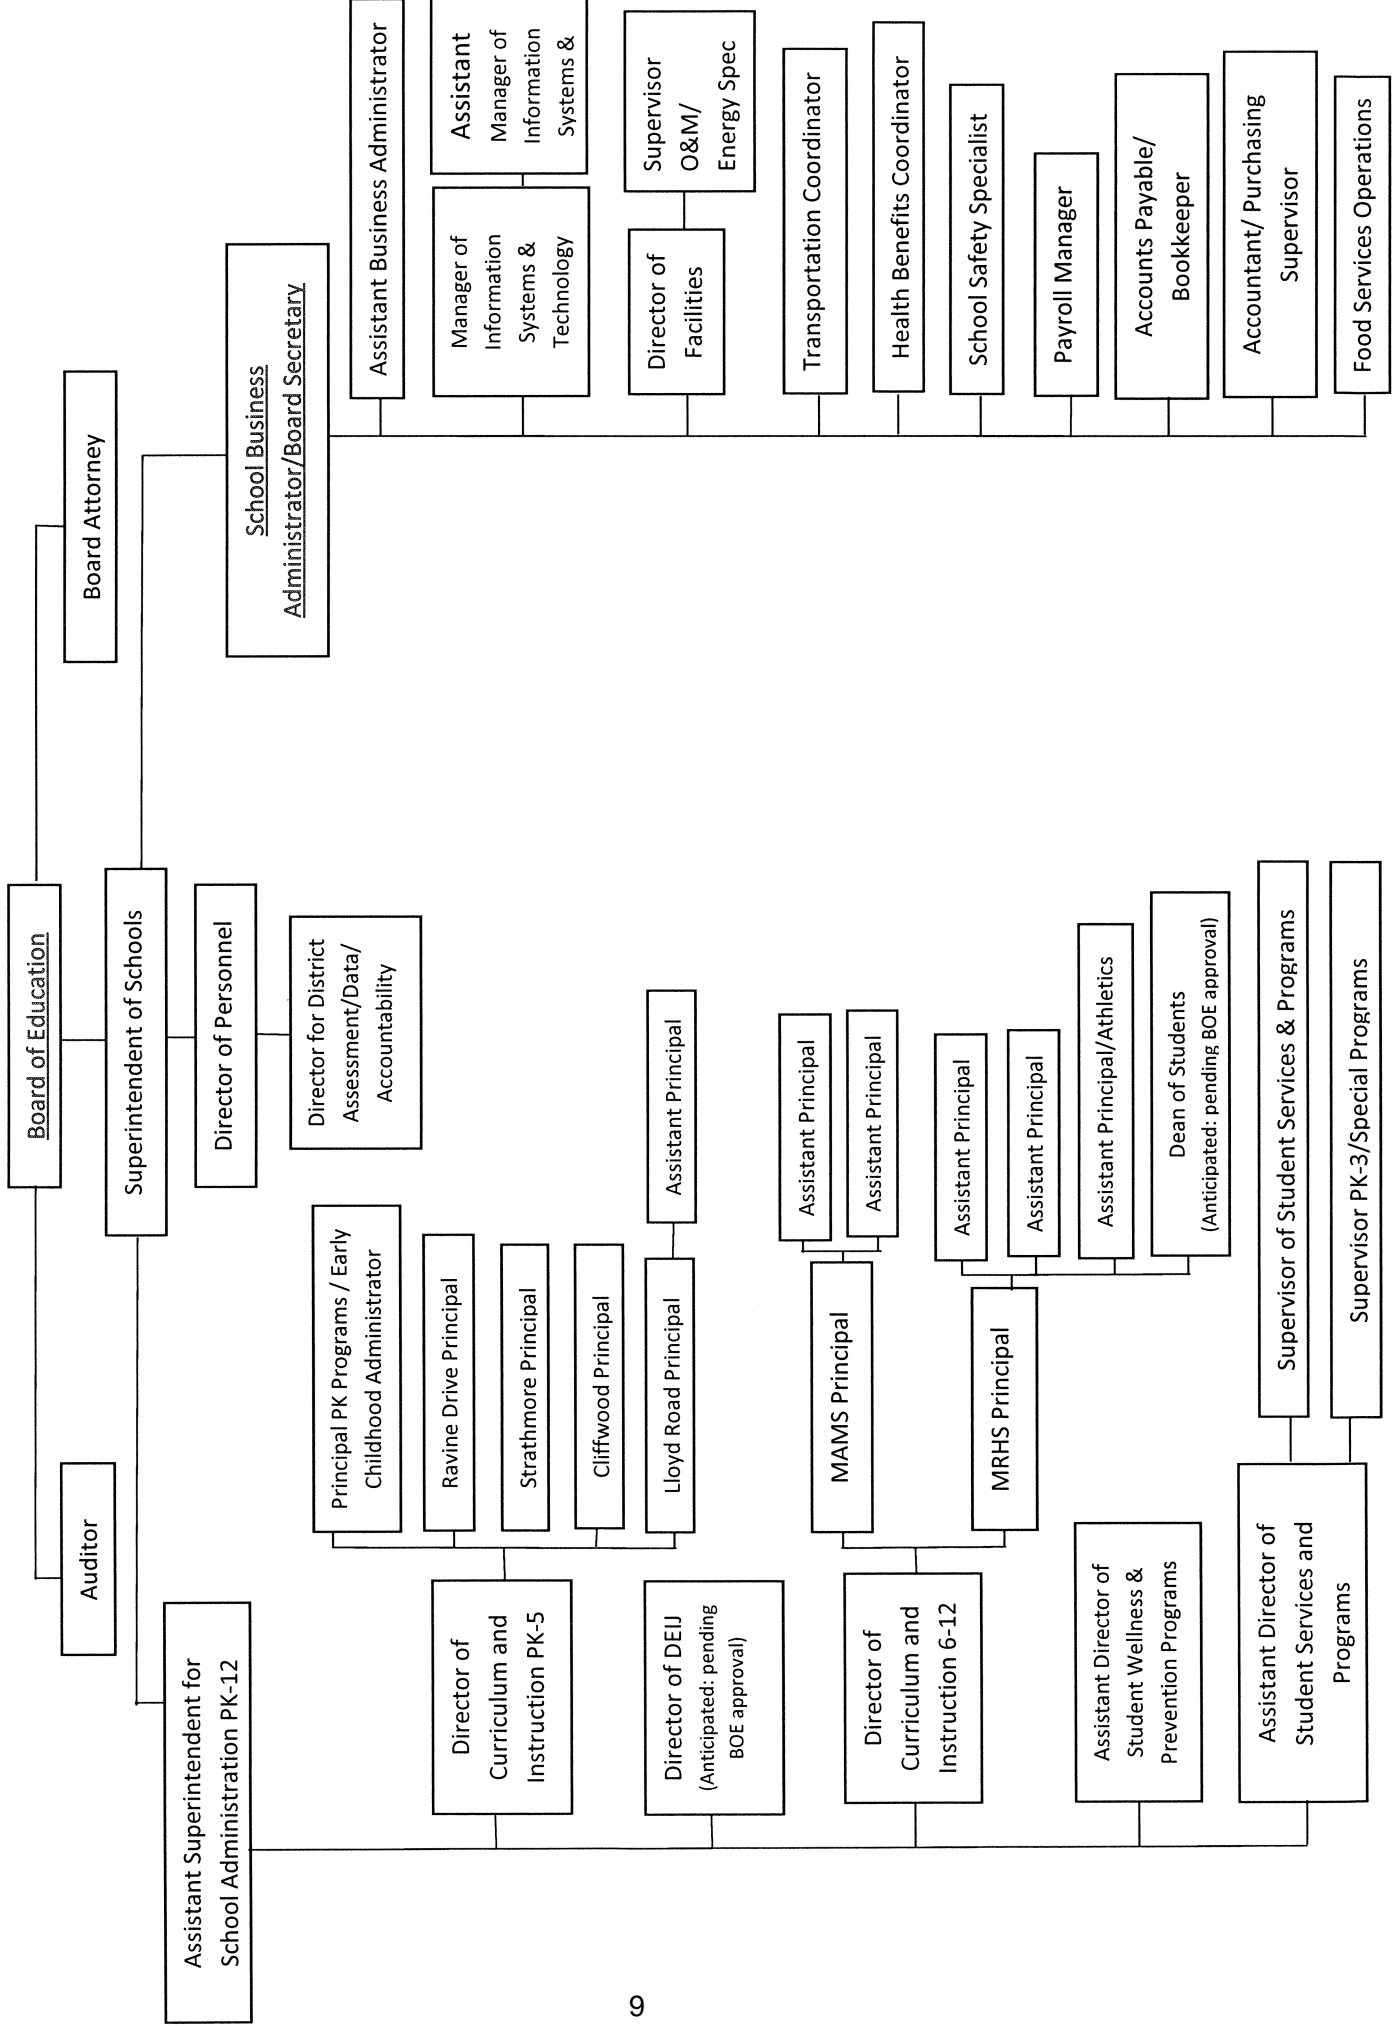 Board of Education
Auditor
Board Attorney
Superintendent of Schools
Assistant Superintendent for
School Administration PK-12
Director of Personnel
School Business
Administrator/Board Secretary
Director for District
Assessment/Data/
Accountability
Principal PK Programs / Early
Childhood Administrator
Ravine Drive Principal
Strathmore Principal
Cliffwood Principal
Lloyd Road Principal
Assistant Principal
Director of
Curriculum and
Instruction PK-5
Director of DEIJ
(Anticipated: pending
BOE approval)
Director of
Curriculum and
Instruction 6-12
MAMS Principal
Assistant Principal
Assistant Principal
MRHS Principal
Assistant Principal
Assistant Principal
Assistant Principal/Athletics
Dean of Students
(Anticipated: pending BOE approval)
Assistant Director of
Student Wellness &
Prevention Programs
Assistant Director of
Student Services and
Programs
Supervisor of Student Services & Programs
Supervisor PK-3/Special Programs
Assistant Business Administrator
Manager of
Information
Systems &
Technology
Assistant
Manager of
Information
Systems &
Director of
Facilities
Supervisor
O&M/
Energy Spec
Transportation Coordinator
Health Benefits Coordinator
School Safety Specialist
Payroll Manager
Accounts Payable/
Bookkeeper
Accountant/ Purchasing
Supervisor
Food Services Operations
9